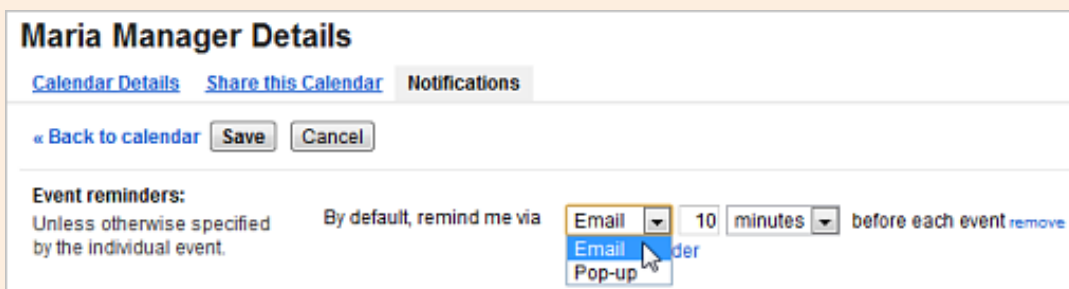 Maria Manager Details
Calendar Details Share this Calendar Notifications
« Back to calendar Save Cancel
Event reminders:
Unless otherwise specified
by the individual event.
By default, remind me via Email 10 minutes before each event remove
Email
Pop-up